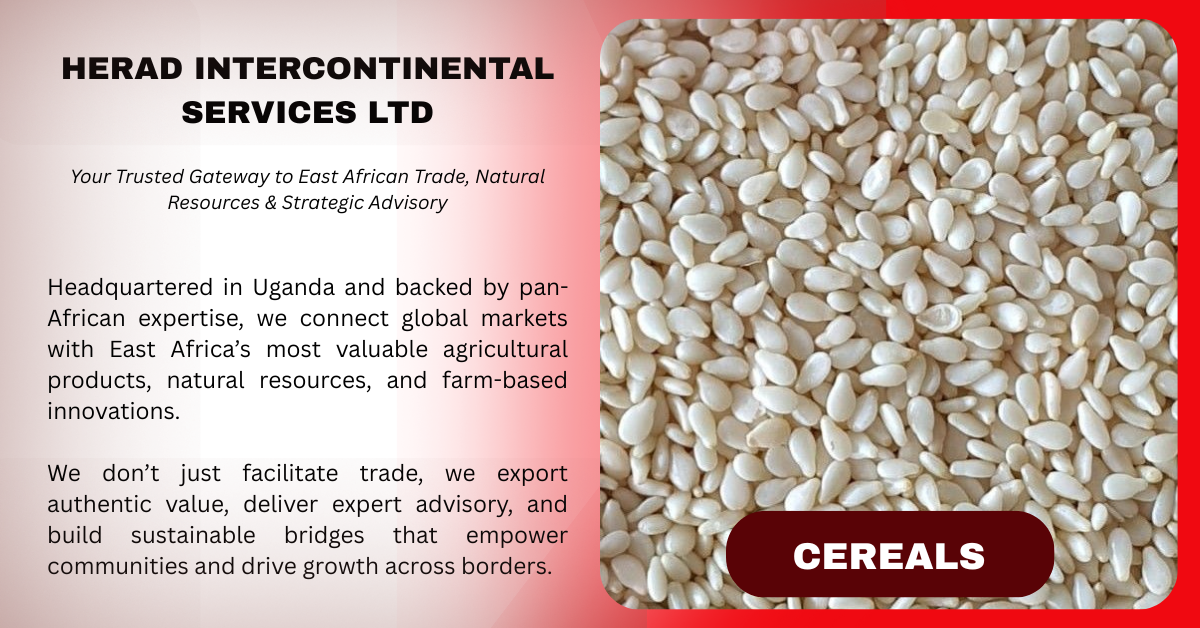 HERAD INTERCONTINENTAL
SERVICES LTD
Your Trusted Gateway to East African Trade, Natural
Resources & Strategic Advisory
Headquartered in Uganda and backed by pan-
African expertise, we connect global markets
with East Africa’s most valuable agricultural
products, natural resources, and farm-based
innovations.
We don’t just facilitate trade, we export
authentic value, deliver expert advisory, and
build sustainable bridges that empower
communities and drive growth across borders.
CEREALS